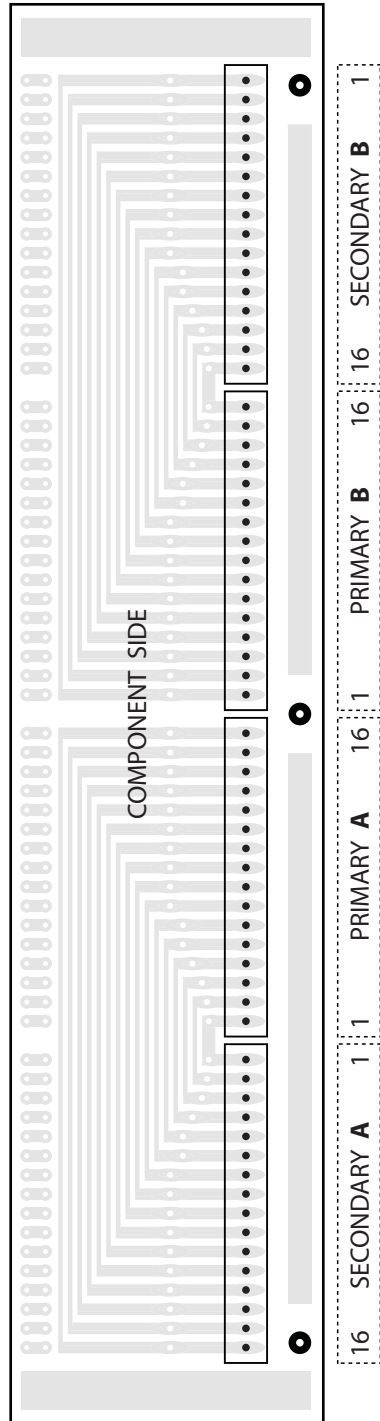 COMPONENT SIDE
16 SECONDARY A 1
1 PRIMARY A 16
1 PRIMARY B 16
16 SECONDARY B 1